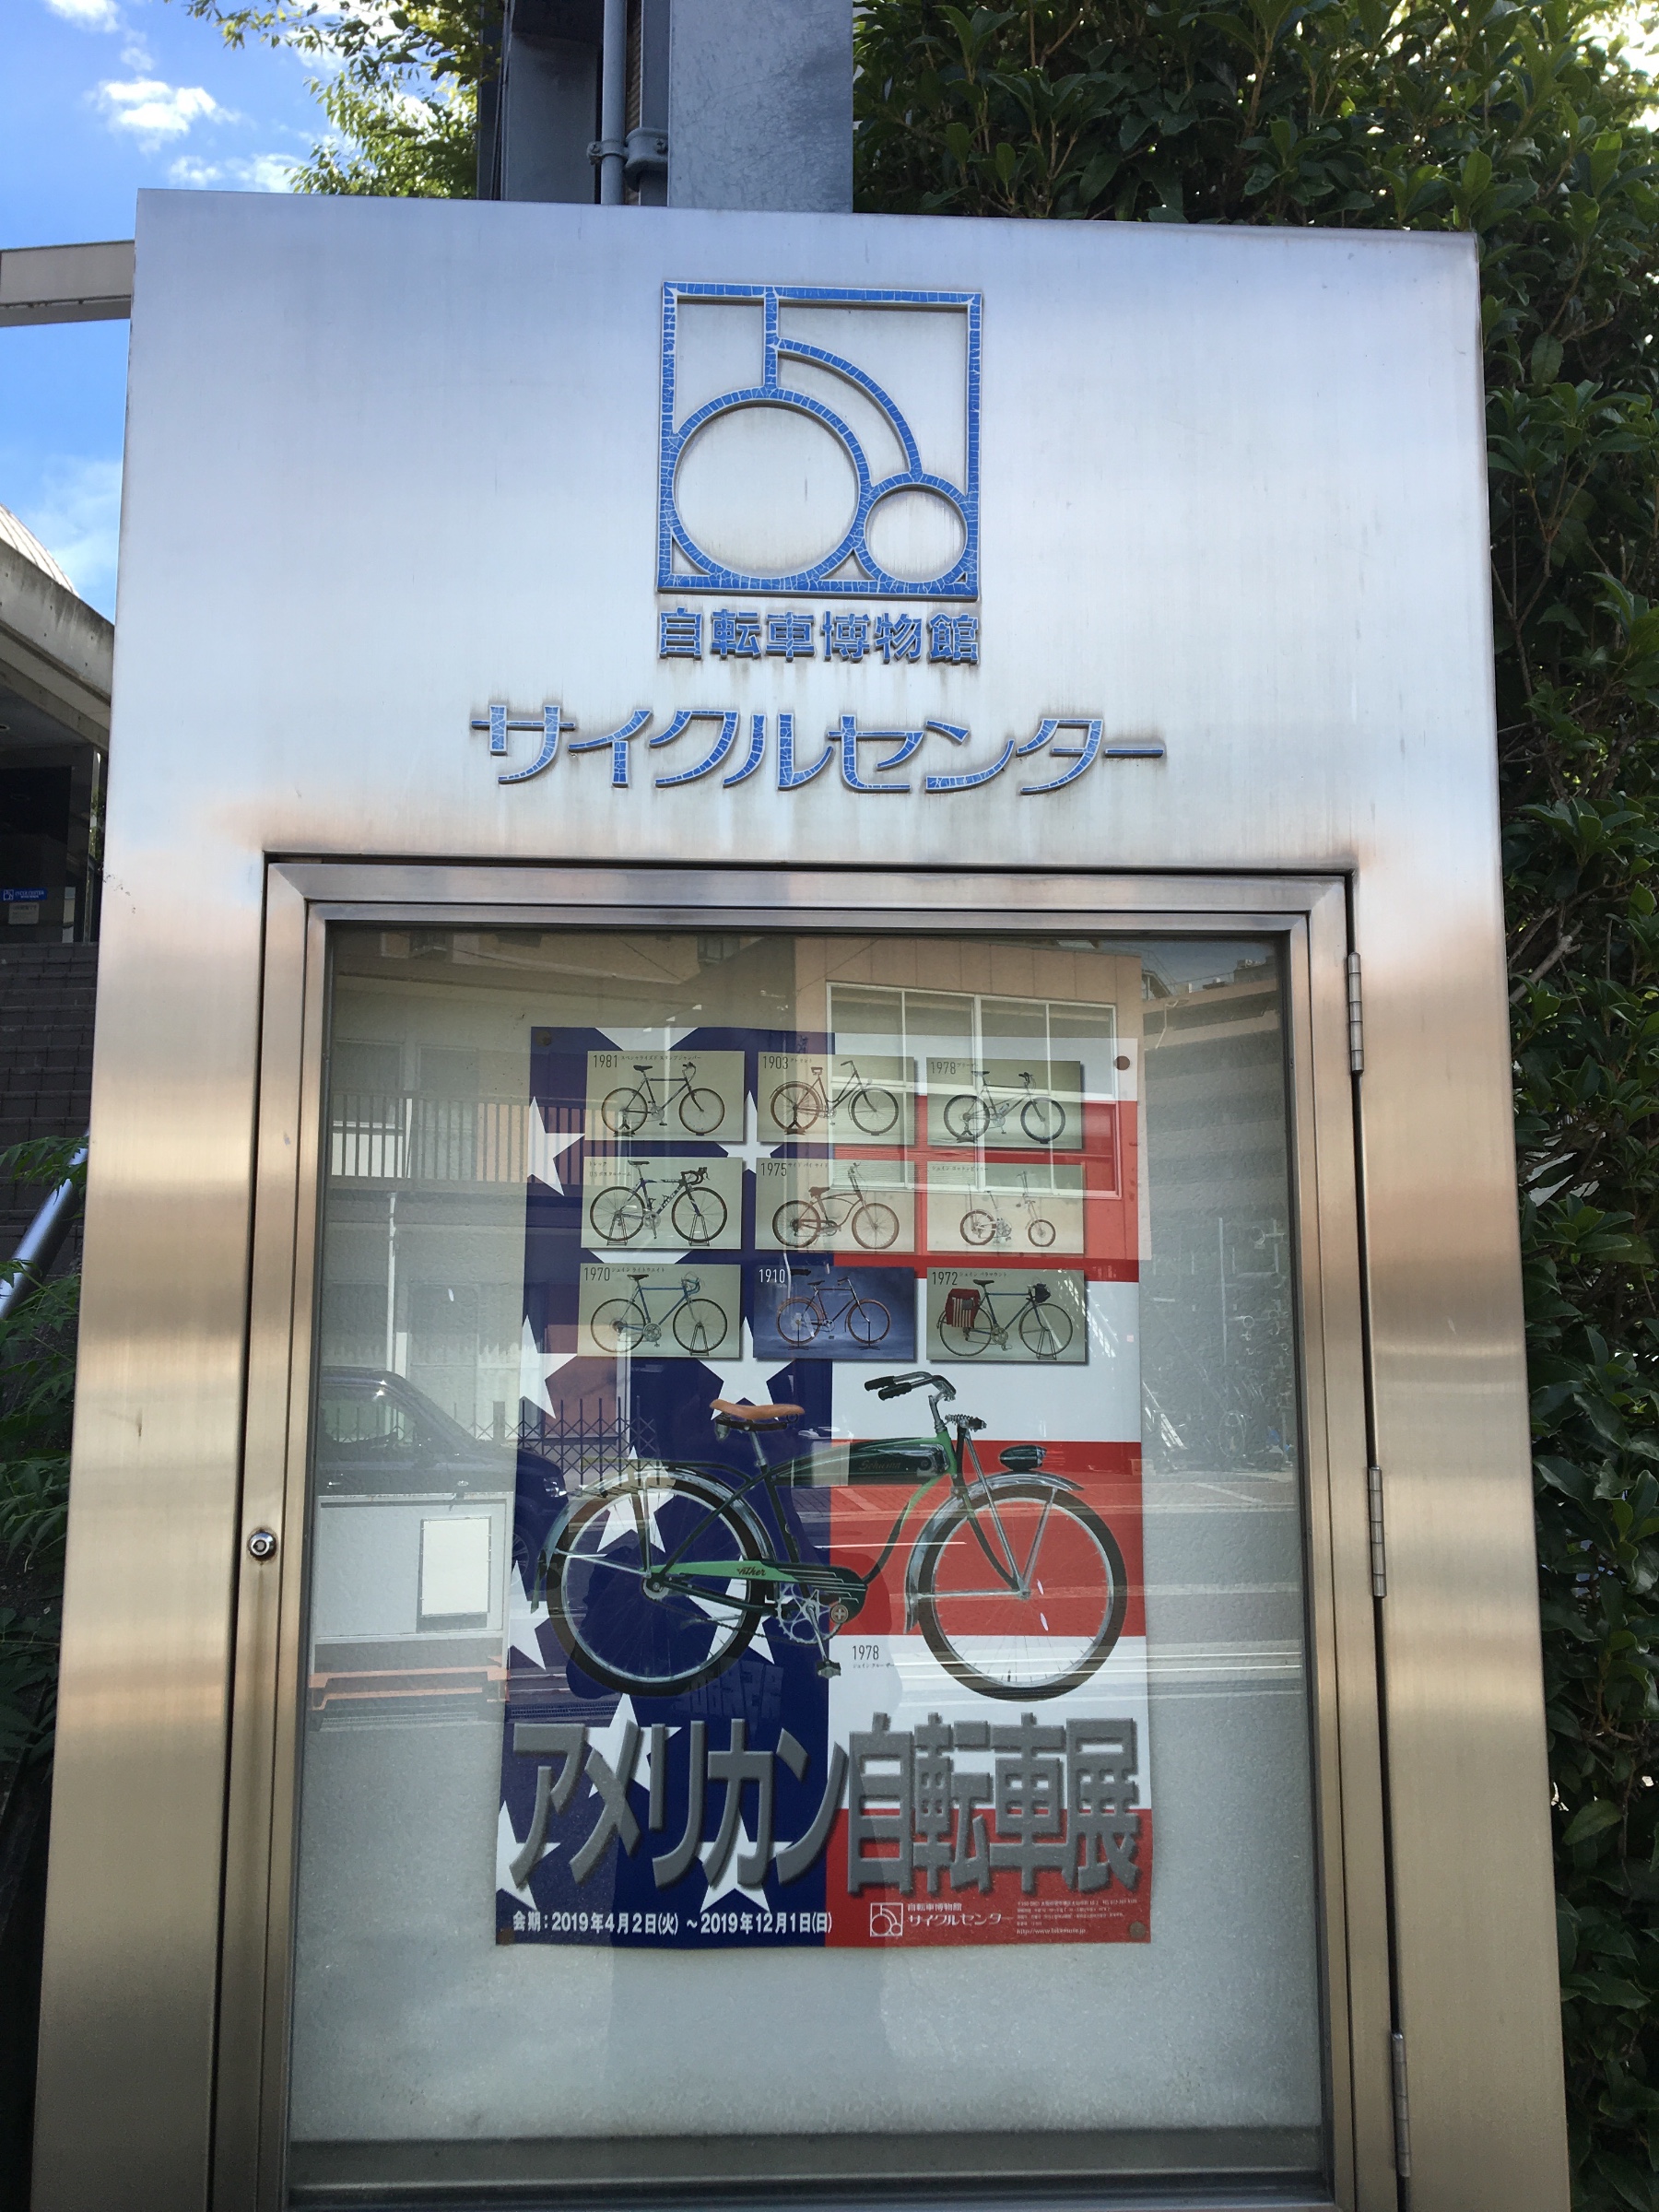 自転車博物館
サイクルセンター
1981
1903
1978
1975
1970
1910
1972
Schwinn
1978
アメリカン自転車展
会期：2019年4月2日(火) ～2019年12月1日(日)
自転車博物館
サイクルセンター